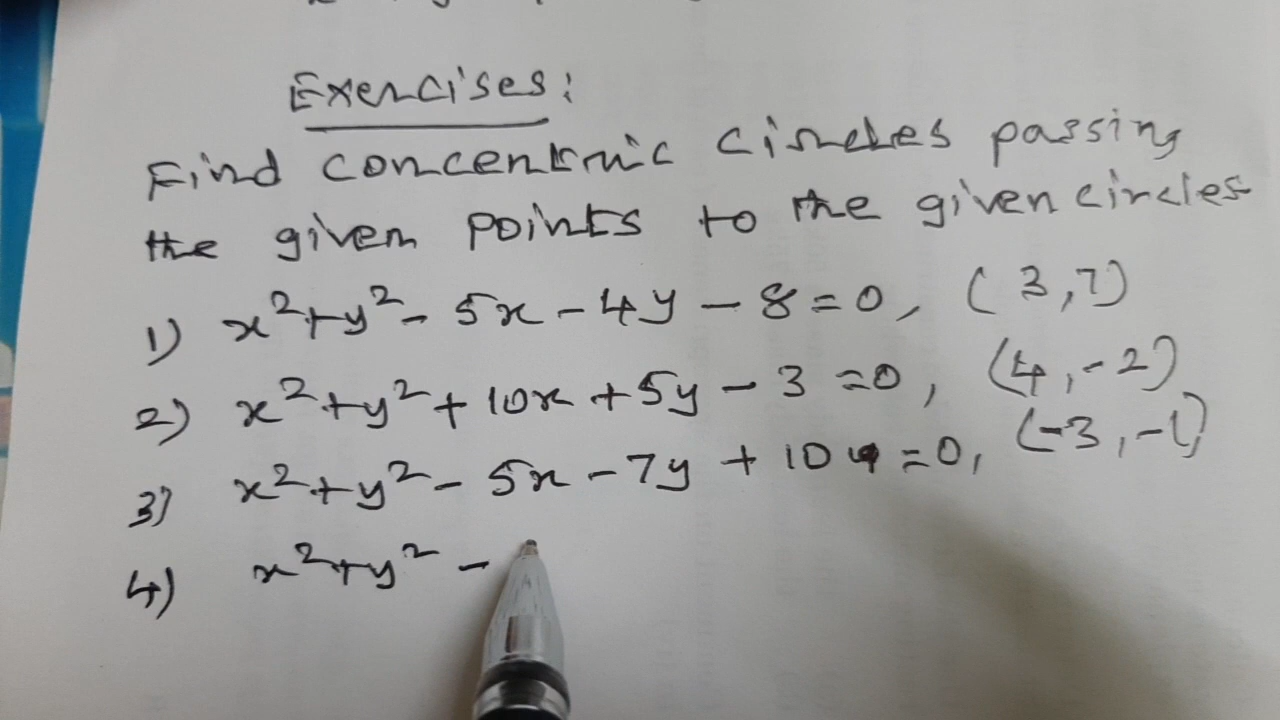 Exercises:
Find concentric circles passing
the given points to the given circles
1) x²+y²- 5x - 4y - 8 = 0, (3,7)
2) x²+y²+ 10x + 5y - 3 = 0, (4,-2)
3) x²+y²- 5x - 7y + 10 = 0, (-3,-1)
4) x²+y² -